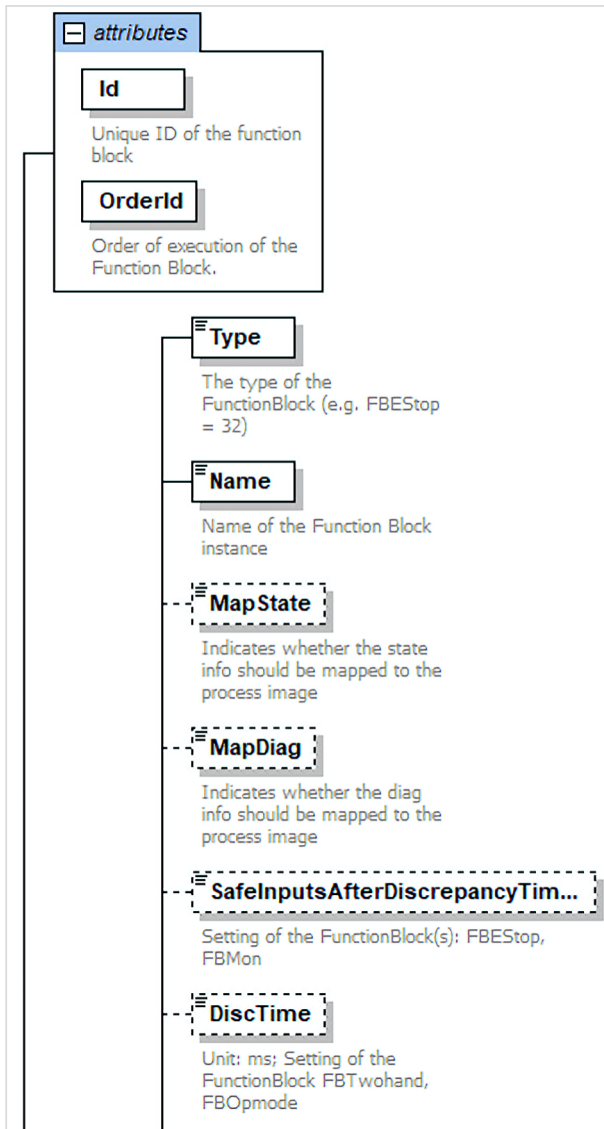 attributes
Id
Unique ID of the function
block
OrderId
Order of execution of the
Function Block.
Type
The type of the
FunctionBlock (e.g. FBEStop
= 32)
Name
Name of the Function Block
instance
MapState
Indicates whether the state
info should be mapped to the
process image
MapDiag
Indicates whether the diag
info should be mapped to the
process image
SafeInputsAfterDiscrepancyTim...
Setting of the FunctionBlock(s): FBEStop,
FBMon
DiscTime
Unit: ms; Setting of the
FunctionBlock FBTwohand,
FBOpmode